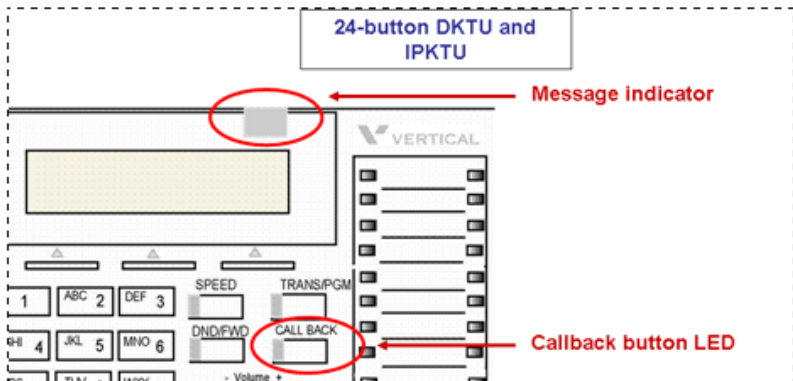 24-button DKTU and
IPKTU
Message indicator
VERTICAL
SPEED
TRANS/PGM
1
ABC 2
DEF 3
DND/FWD
CALL BACK
4
JKL 5
MNO 6
Callback button LED
- Volume +